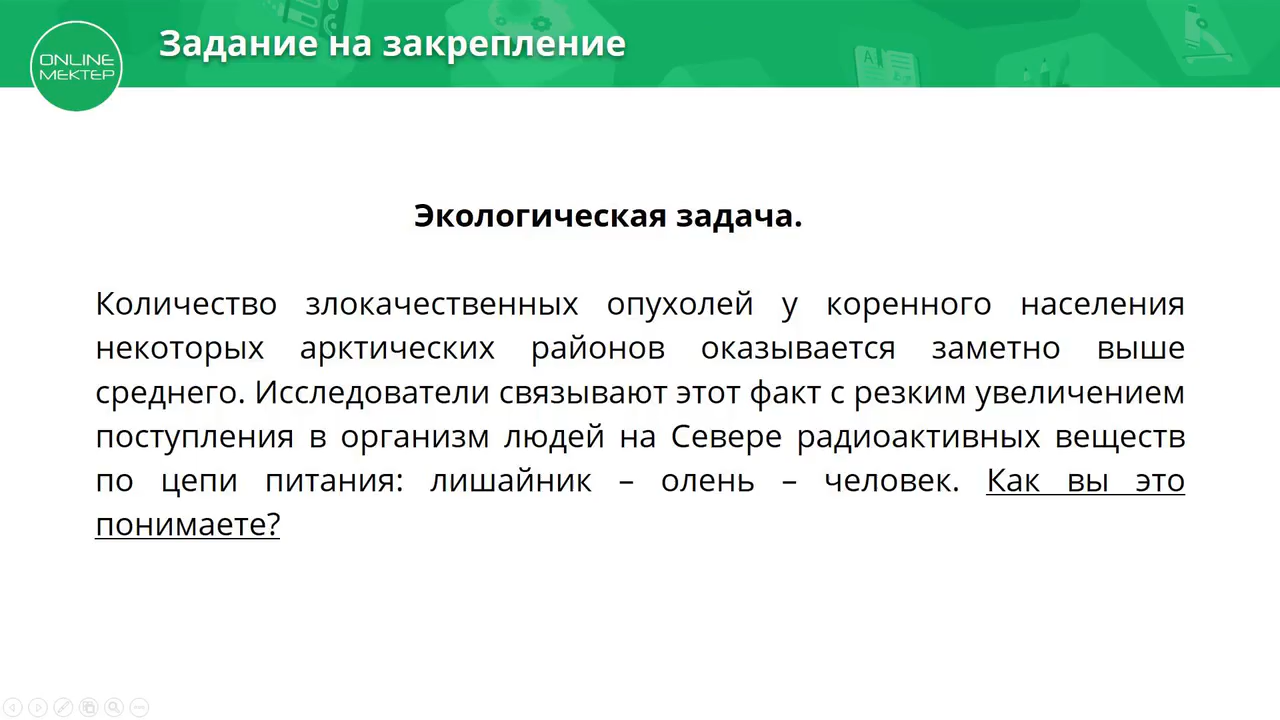 Задание на закрепление
ONLINE
МЕКТЕР
Экологическая задача.
Количество злокачественных опухолей у коренного населения
некоторых арктических районов оказывается заметно выше
среднего. Исследователи связывают этот факт с резким увеличением
поступления в организм людей на Севере радиоактивных веществ
по цепи питания: лишайник – олень – человек. Как вы это
понимаете?